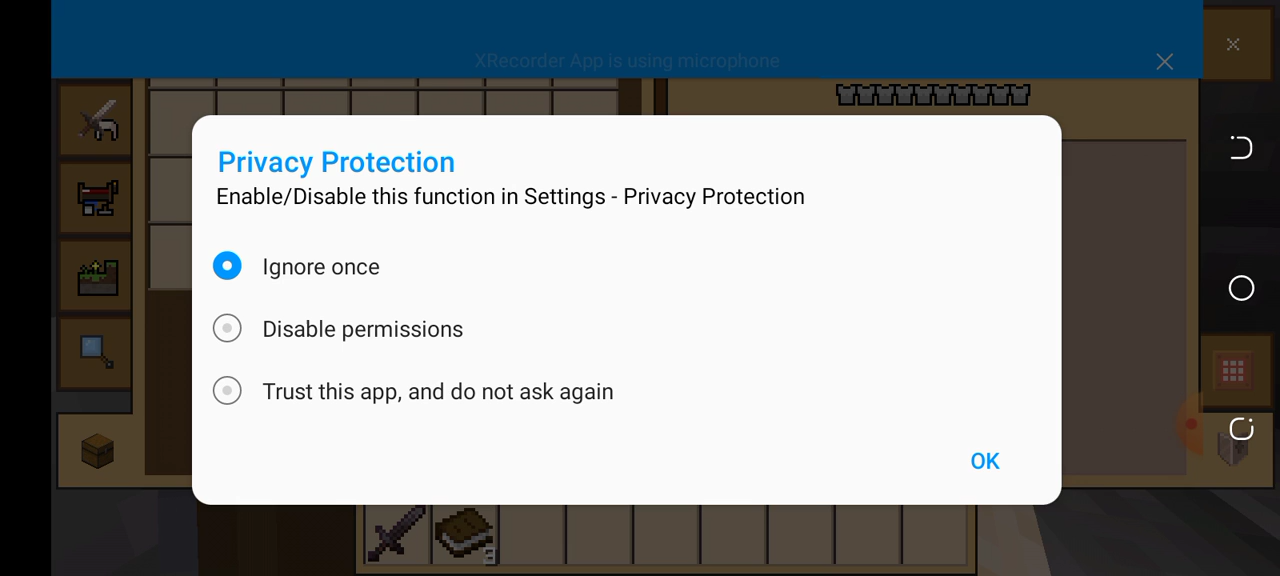 XRecorder App is using microphone
Privacy Protection
Enable/Disable this function in Settings - Privacy Protection
Ignore once
Disable permissions
Trust this app, and do not ask again
OK
3